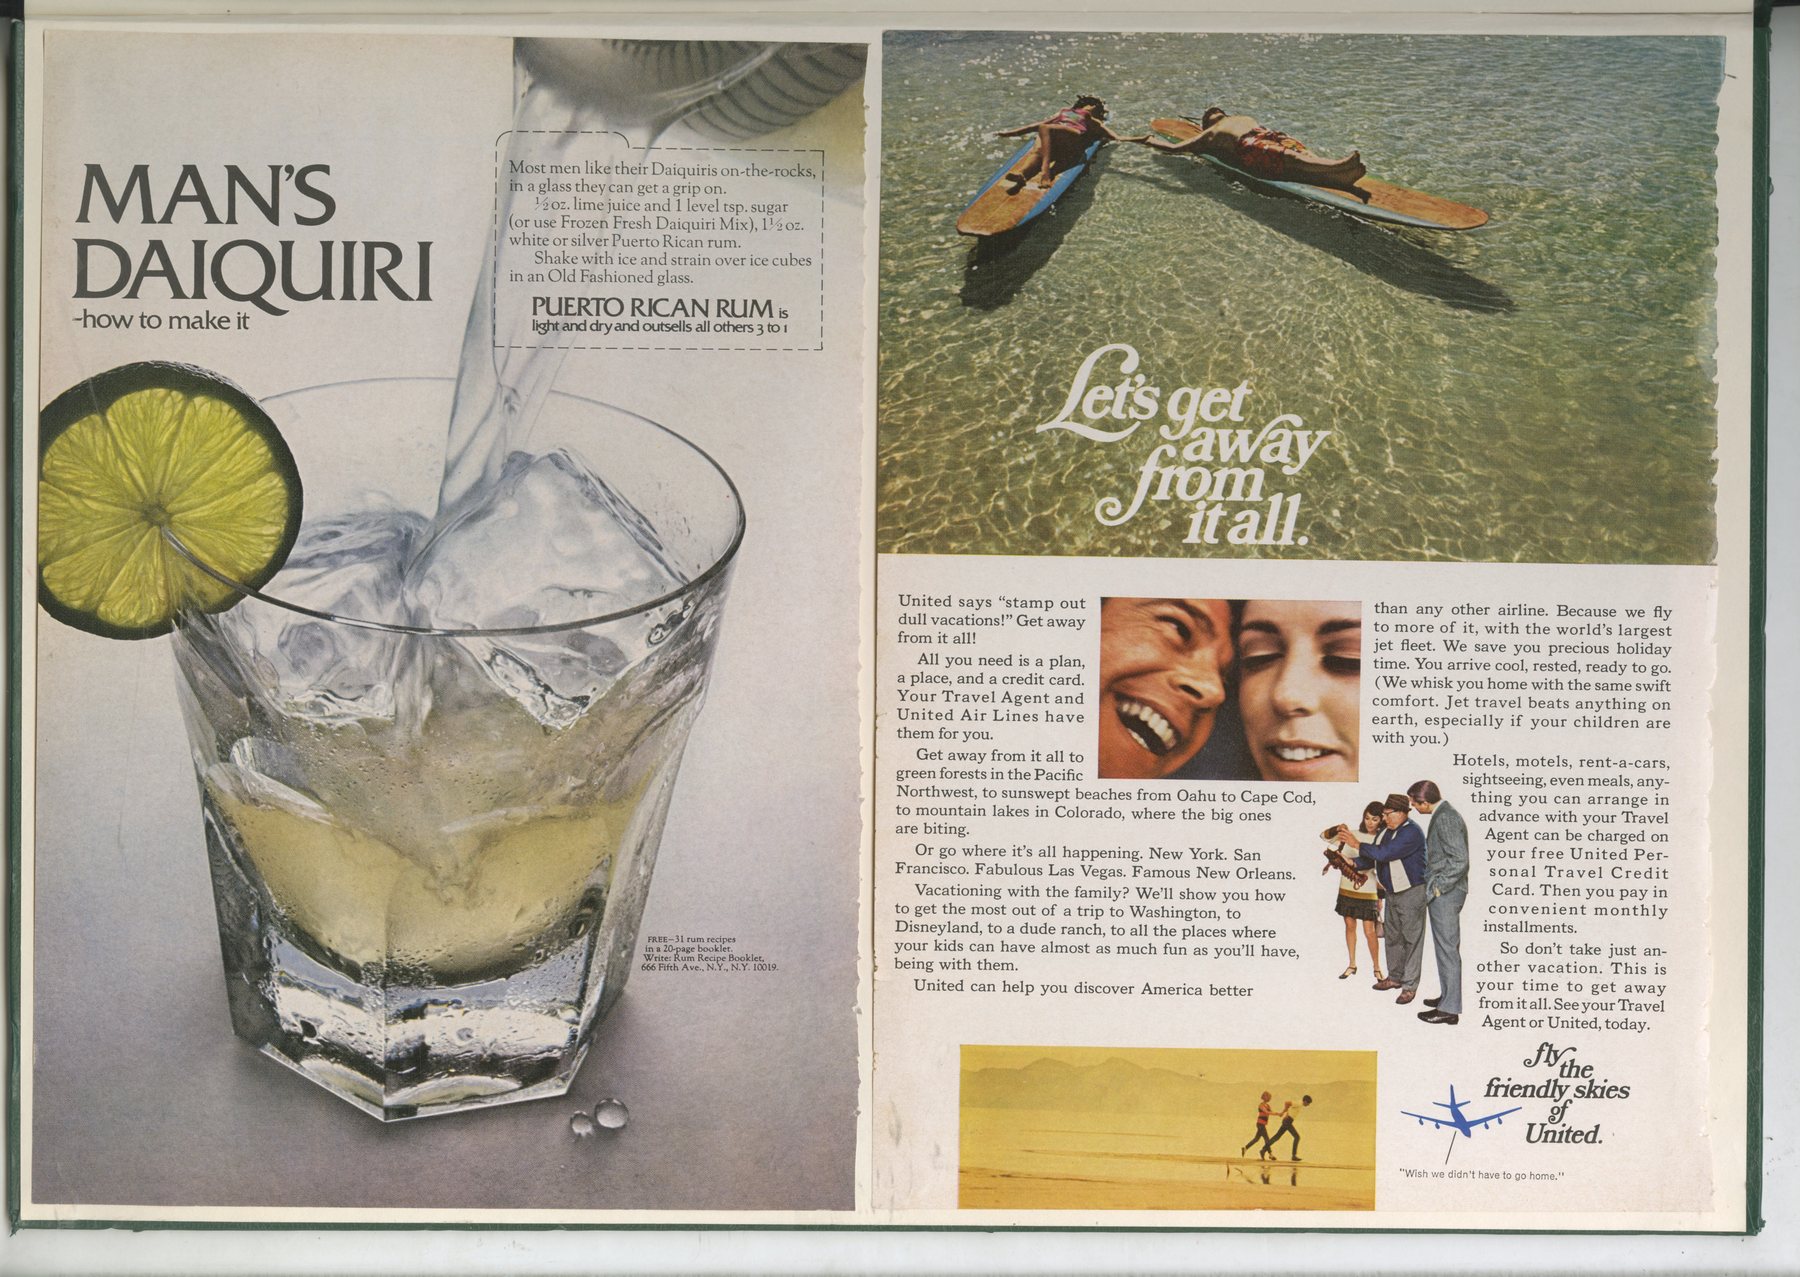 MAN'S
DAIQUIRI
-how to make it
Most men like their Daiquiris on-the-rocks,
in a glass they can get a grip on.
½ oz. lime juice and 1 level tsp. sugar
(or use Frozen Fresh Daiquiri Mix), 1½ oz.
white or silver Puerto Rican rum.
Shake with ice and strain over ice cubes
in an Old Fashioned glass.
PUERTO RICAN RUM is
light and dry and outsells all others 3 to 1
FREE—31 rum recipes
in a 20-page booklet.
Write: Rum Recipe Booklet,
666 Fifth Ave., N.Y., N.Y. 10019.
Let's get
away
from
it all.
United says “stamp out
dull vacations!” Get away
from it all!
All you need is a plan,
a place, and a credit card.
Your Travel Agent and
United Air Lines have
them for you.
Get away from it all to
green forests in the Pacific
Northwest, to sunswept beaches from Oahu to Cape Cod,
to mountain lakes in Colorado, where the big ones
are biting.
Or go where it's all happening. New York. San
Francisco. Fabulous Las Vegas. Famous New Orleans.
Vacationing with the family? We'll show you how
to get the most out of a trip to Washington, to
Disneyland, to a dude ranch, to all the places where
your kids can have almost as much fun as you'll have,
being with them.
United can help you discover America better
than any other airline. Because we fly
to more of it, with the world's largest
jet fleet. We save you precious holiday
time. You arrive cool, rested, ready to go.
(We whisk you home with the same swift
comfort. Jet travel beats anything on
earth, especially if your children are
with you.)
Hotels, motels, rent-a-cars,
sightseeing, even meals, any-
thing you can arrange in
advance with your Travel
Agent can be charged on
your free United Per-
sonal Travel Credit
Card. Then you pay in
convenient monthly
installments.
So don't take just an-
other vacation. This is
your time to get away
from it all. See your Travel
Agent or United, today.
fly
the
friendly skies
of
United.
"Wish we didn't have to go home."